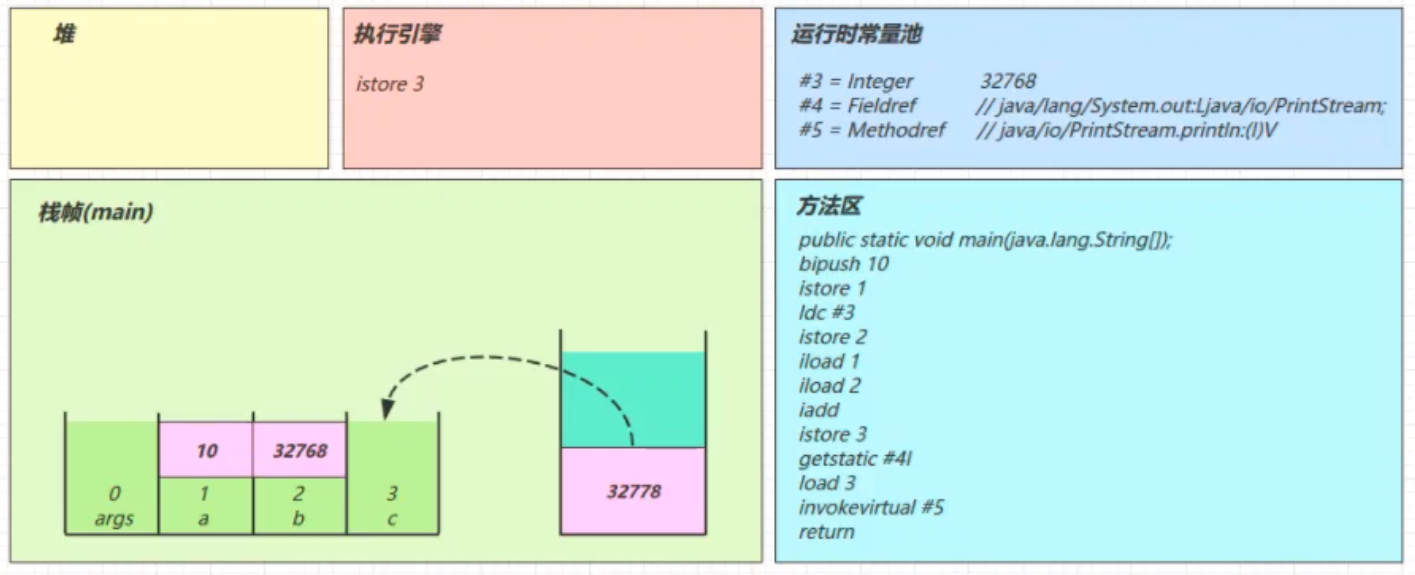 堆
执行引擎
istore 3
运行时常量池
#3 = Integer 32768
#4 = Fieldref // java/lang/System.out:Ljava/io/PrintStream;
#5 = Methodref // java/io/PrintStream.println:(I)V
栈帧(main)
10 32768
0 1 2 3
args a b c
32778
方法区
public static void main(java.lang.String[]);
bipush 10
istore 1
ldc #3
istore 2
iload 1
iload 2
iadd
istore 3
getstatic #4I
load 3
invokevirtual #5
return